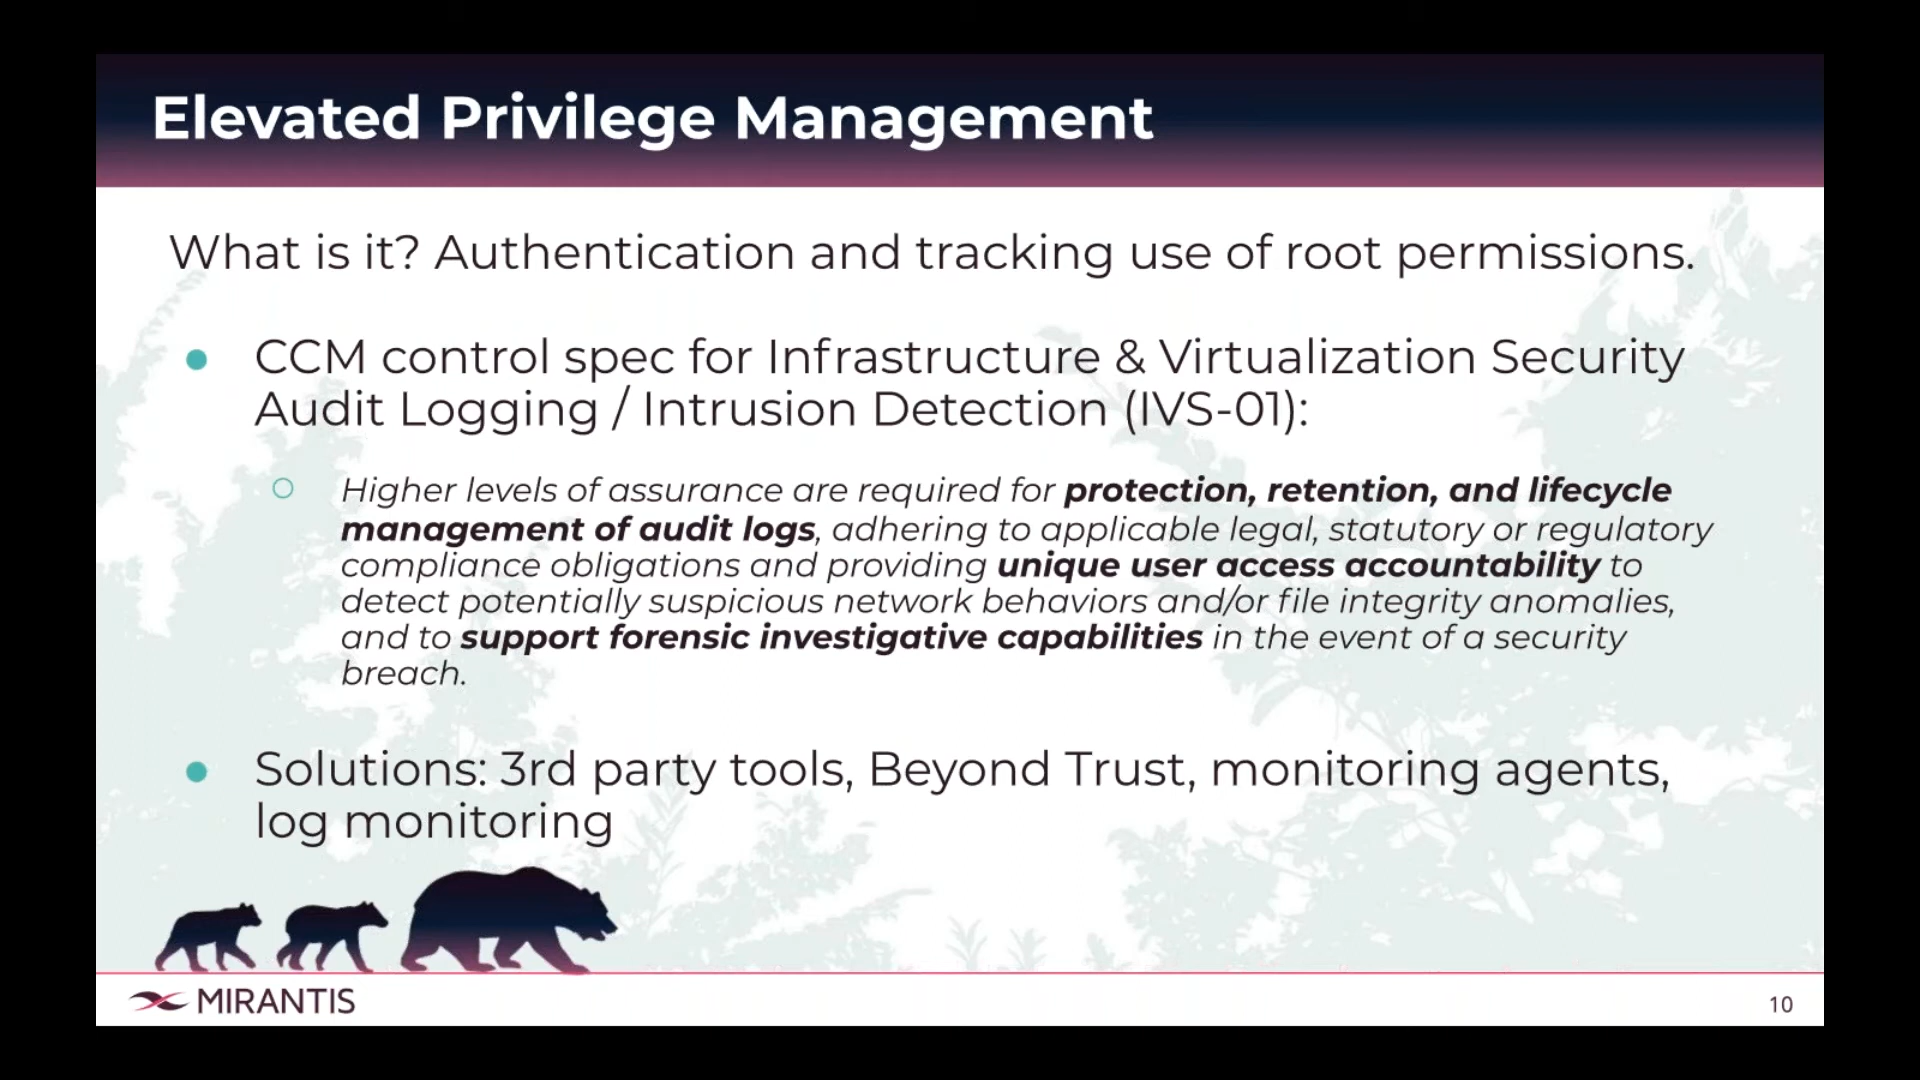 Elevated Privilege Management
What is it? Authentication and tracking use of root permissions.
● CCM control spec for Infrastructure & Virtualization Security
Audit Logging / Intrusion Detection (IVS-01):
○ Higher levels of assurance are required for protection, retention, and lifecycle
management of audit logs, adhering to applicable legal, statutory or regulatory
compliance obligations and providing unique user access accountability to
detect potentially suspicious network behaviors and/or file integrity anomalies,
and to support forensic investigative capabilities in the event of a security
breach.
● Solutions: 3rd party tools, Beyond Trust, monitoring agents,
log monitoring
MIRANTIS
10